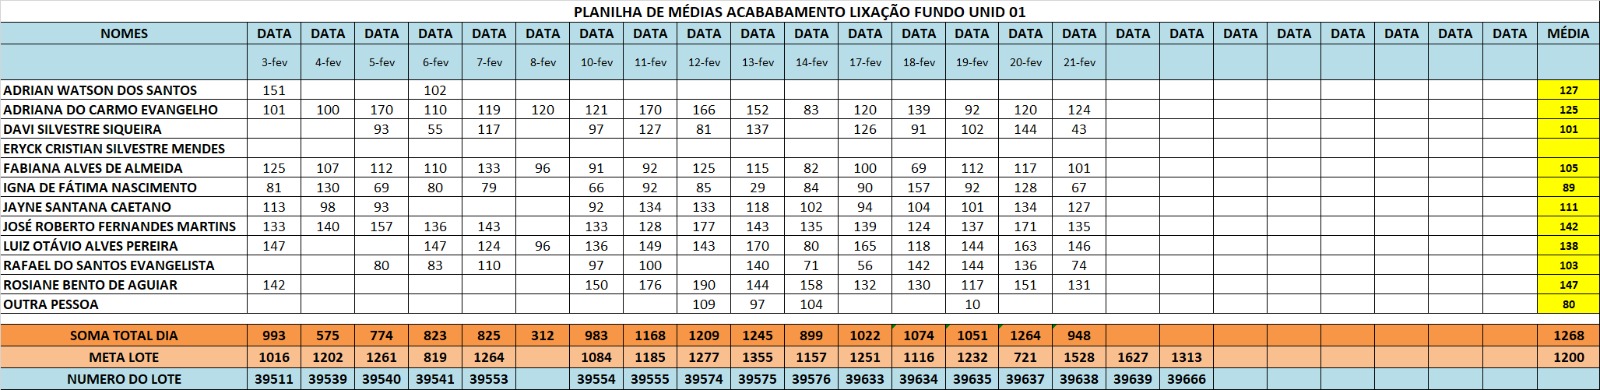 PLANILHA DE MÉDIAS ACABABAMENTO LIXAÇÃO FUNDO UNID 01
NOMES DATA DATA DATA DATA DATA DATA DATA DATA DATA DATA DATA DATA DATA DATA DATA DATA DATA DATA DATA DATA DATA DATA DATA DATA MÉDIA
3-fev 4-fev 5-fev 6-fev 7-fev 8-fev 10-fev 11-fev 12-fev 13-fev 14-fev 17-fev 18-fev 19-fev 20-fev 21-fev
ADRIAN WATSON DOS SANTOS 151 102 127
ADRIANA DO CARMO EVANGELHO 101 100 170 110 119 120 121 170 166 152 83 120 139 92 120 124 125
DAVI SILVESTRE SIQUEIRA 93 55 117 97 127 81 137 126 91 102 144 43 101
ERYCK CRISTIAN SILVESTRE MENDES
FABIANA ALVES DE ALMEIDA 125 107 112 110 133 96 91 92 125 115 82 100 69 112 117 101 105
IGNA DE FÁTIMA NASCIMENTO 81 130 69 80 79 66 92 85 29 84 90 157 92 128 67 89
JAYNE SANTANA CAETANO 113 98 93 92 134 133 118 102 94 104 101 134 127 111
JOSÉ ROBERTO FERNANDES MARTINS 133 140 157 136 143 133 128 177 143 135 139 124 137 171 135 142
LUIZ OTÁVIO ALVES PEREIRA 147 147 124 96 136 149 143 170 80 165 118 144 163 146 138
RAFAEL DO SANTOS EVANGELISTA 80 83 110 97 100 140 71 56 142 144 136 74 103
ROSIANE BENTO DE AGUIAR 142 150 176 190 144 158 132 130 117 151 131 147
OUTRA PESSOA 109 97 104 10 80
SOMA TOTAL DIA 993 575 774 823 825 312 983 1168 1209 1245 899 1022 1074 1051 1264 948 1268
META LOTE 1016 1202 1261 819 1264 1084 1185 1277 1355 1157 1251 1116 1232 721 1528 1627 1313 1200
NUMERO DO LOTE 39511 39539 39540 39541 39553 39554 39555 39574 39575 39576 39633 39634 39635 39637 39638 39639 39666